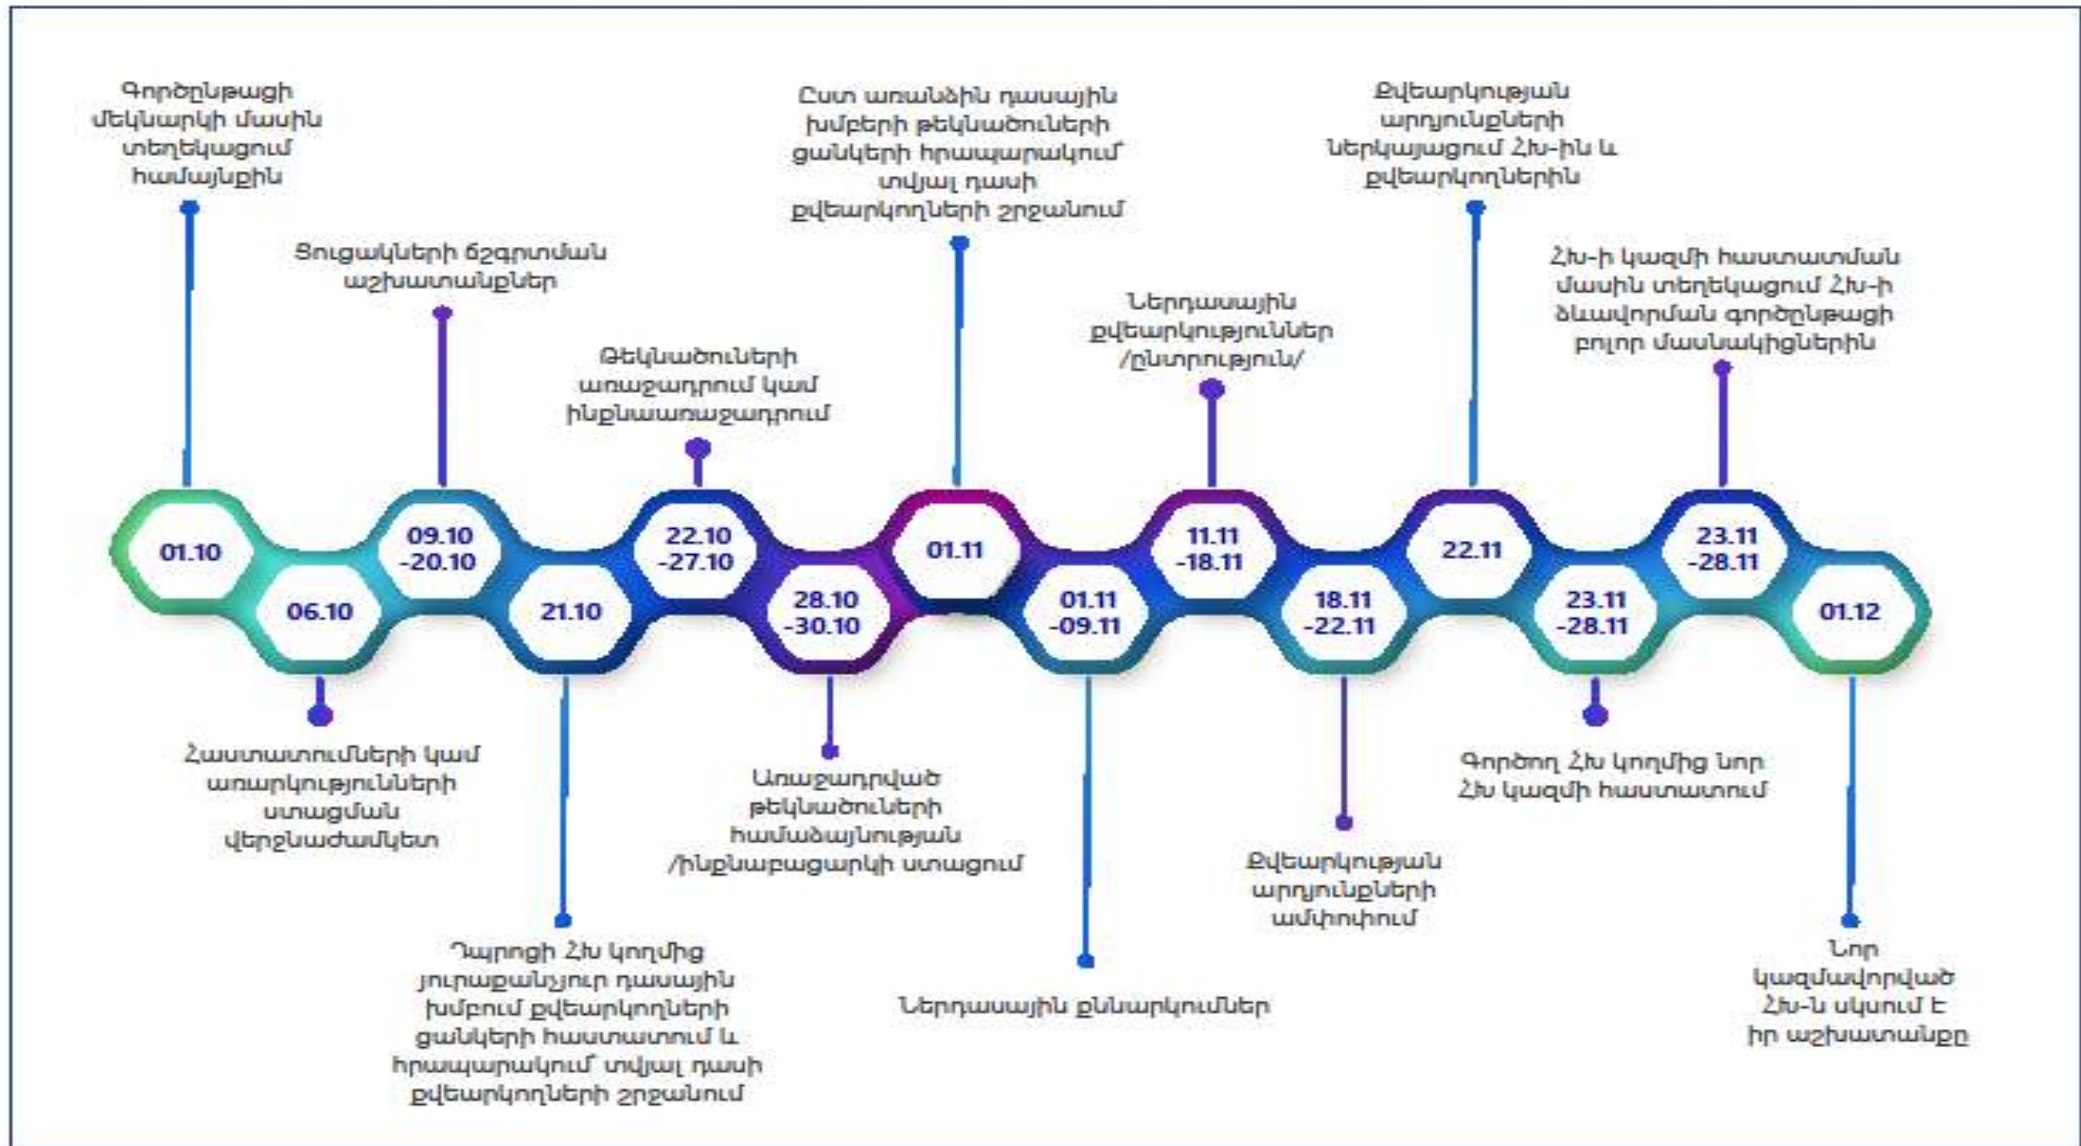 Գործընթացի
մեկնարկի մասին
տեղեկացում
համայնքին
01.10
06.10
Հաստատումների կամ
առարկությունների
ստացման
վերջնաժամկետ
Ցուցակների ճշգրտման
աշխատանքներ
09.10
-20.10
21.10
Դպրոցի ՀԽ կողմից
յուրաքանչյուր դասային
խմբում քվեարկողների
ցանկերի հաստատում և
հրապարակում՝ տվյալ դասի
քվեարկողների շրջանում
Թեկնածուների
առաջադրում կամ
ինքնաառաջադրում
22.10
-27.10
28.10
-30.10
Առաջադրված
թեկնածուների
համաձայնության
/ինքնաբացարկի ստացում
Ըստ առանձին դասային
խմբերի թեկնածուների
ցանկերի հրապարակում՝
տվյալ դասի
քվեարկողների շրջանում
01.11
01.11
-09.11
Ներդասային քննարկումներ
Ներդասային
քվեարկություններ
/ընտրություն/
11.11
-18.11
18.11
-22.11
Քվեարկության
արդյունքների
ամփոփում
Քվեարկության
արդյունքների
ներկայացում ՀԽ-ին և
քվեարկողներին
22.11
23.11
-28.11
Գործող ՀԽ կողմից նոր
ՀԽ կազմի հաստատում
ՀԽ-ի կազմի հաստատման
մասին տեղեկացում ՀԽ-ի
ձևավորման գործընթացի
բոլոր մասնակիցներին
23.11
-28.11
01.12
Նոր
կազմավորված
ՀԽ-ն սկսում է
իր աշխատանքը